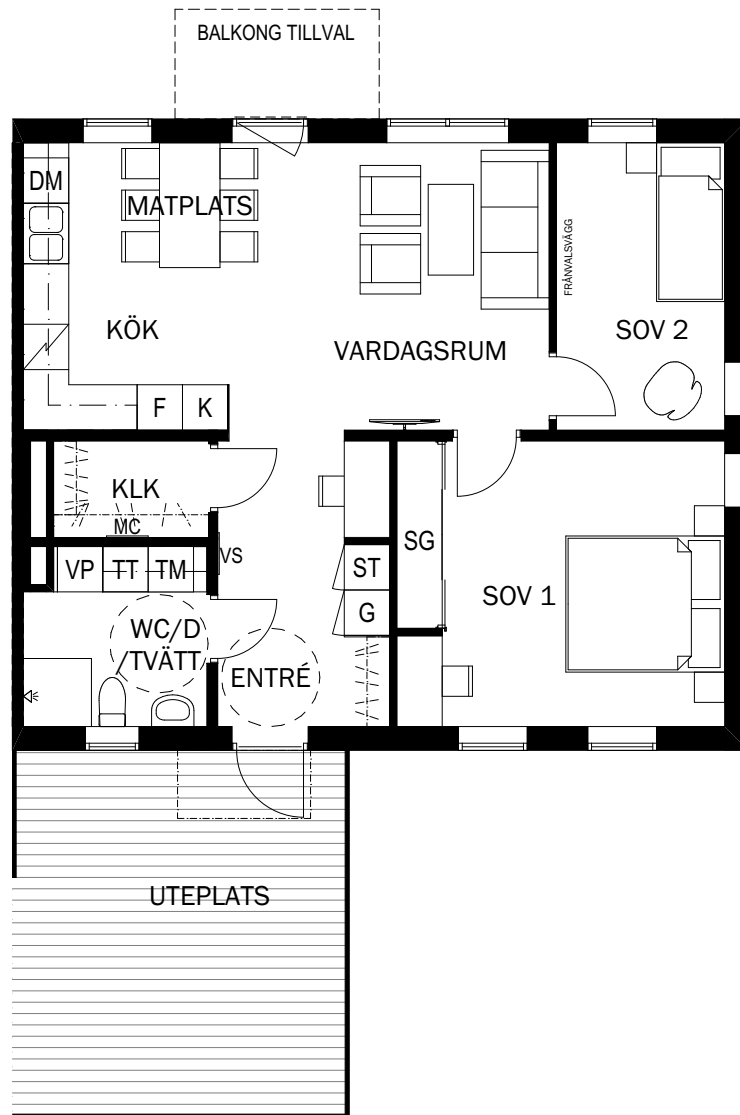 BALKONG TILLVAL
DM
MATPLATS
FRÅNVALSVÄGG
KÖK
SOV 2
VARDAGSRUM
F
K
KLK
MC
VS
SG
VP
TT
TM
ST
SOV 1
G
WC/D
/TVÄTT
ENTRÉ
UTEPLATS